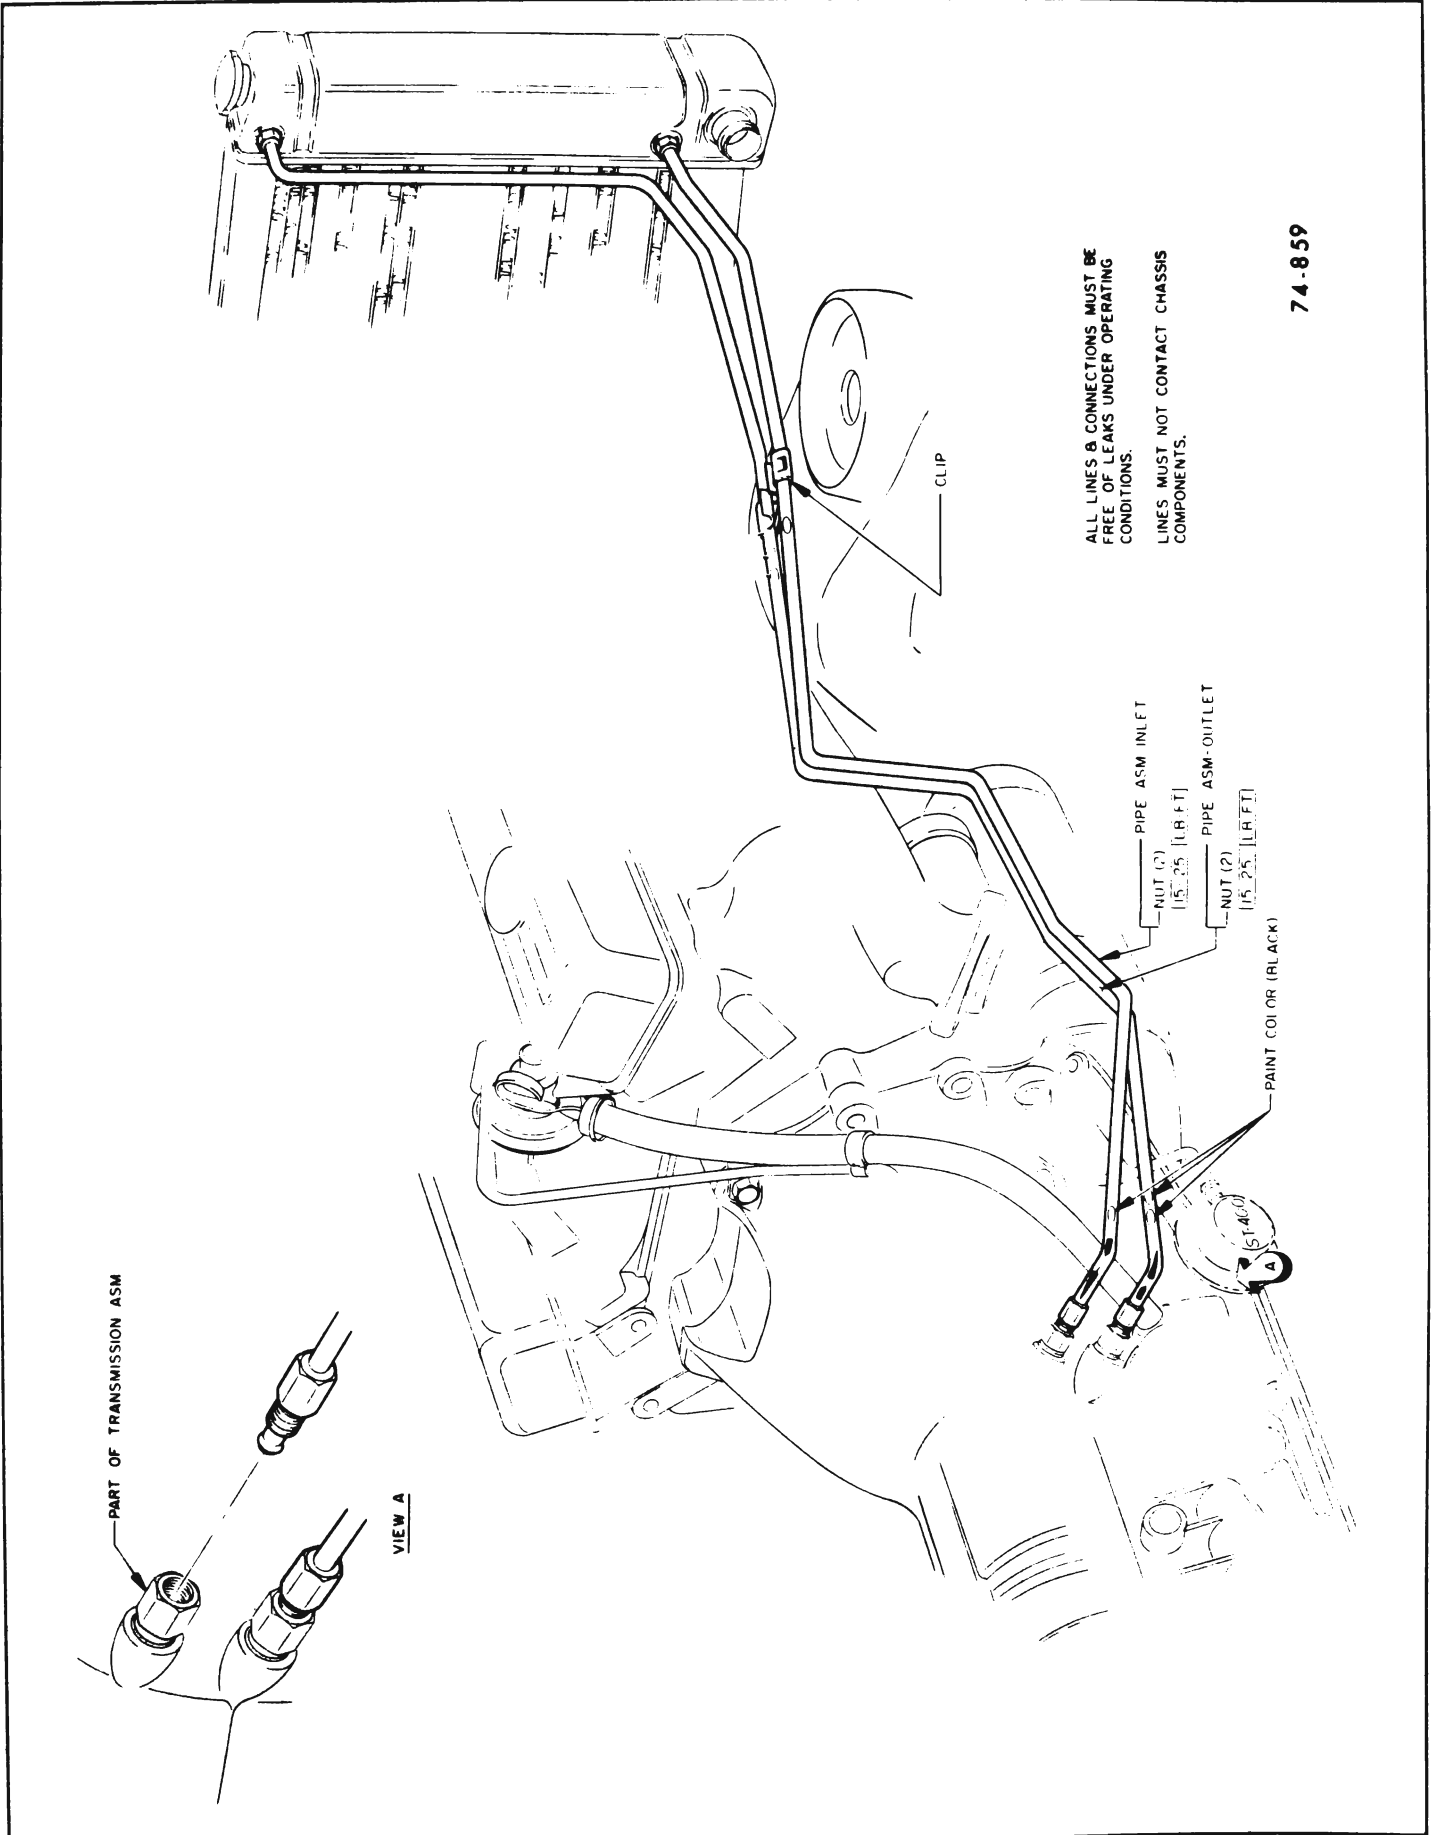 PART OF TRANSMISSION ASM
VIEW A
CLIP
ALL LINES & CONNECTIONS MUST BE
FREE OF LEAKS UNDER OPERATING
CONDITIONS.
LINES MUST NOT CONTACT CHASSIS
COMPONENTS.
PIPE ASM INLET
NUT (2)
15-25 LB FT
PIPE ASM-OUTLET
NUT (2)
15-25 LB FT
PAINT COLOR (BLACK)
ST-400
A
74-859